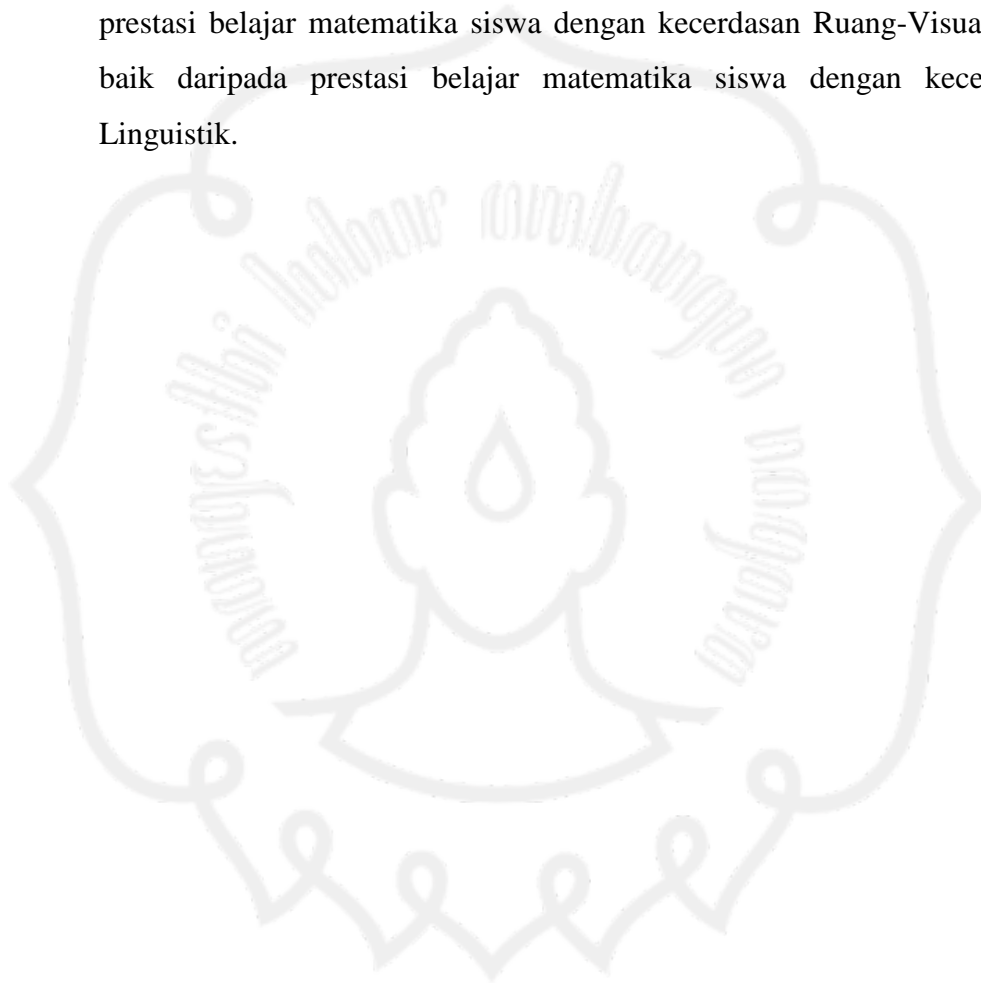 prestasi belajar matematika siswa dengan kecerdasan Ruang-Visua
baik daripada prestasi belajar matematika siswa dengan kece
Linguistik.